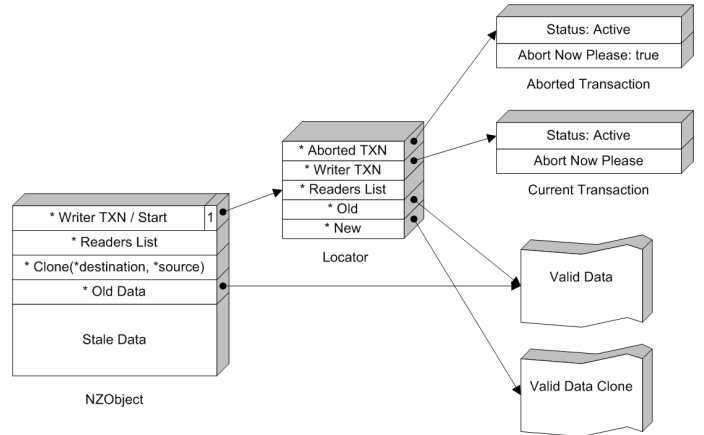 Status: Active
Abort Now Please: true
Aborted Transaction
* Aborted TXN
* Writer TXN
* Readers List
* Old
* New
Locator
Status: Active
Abort Now Please
Current Transaction
* Writer TXN / Start 1
* Readers List
* Clone(*destination, *source)
* Old Data
Stale Data
NZObject
Valid Data
Valid Data Clone